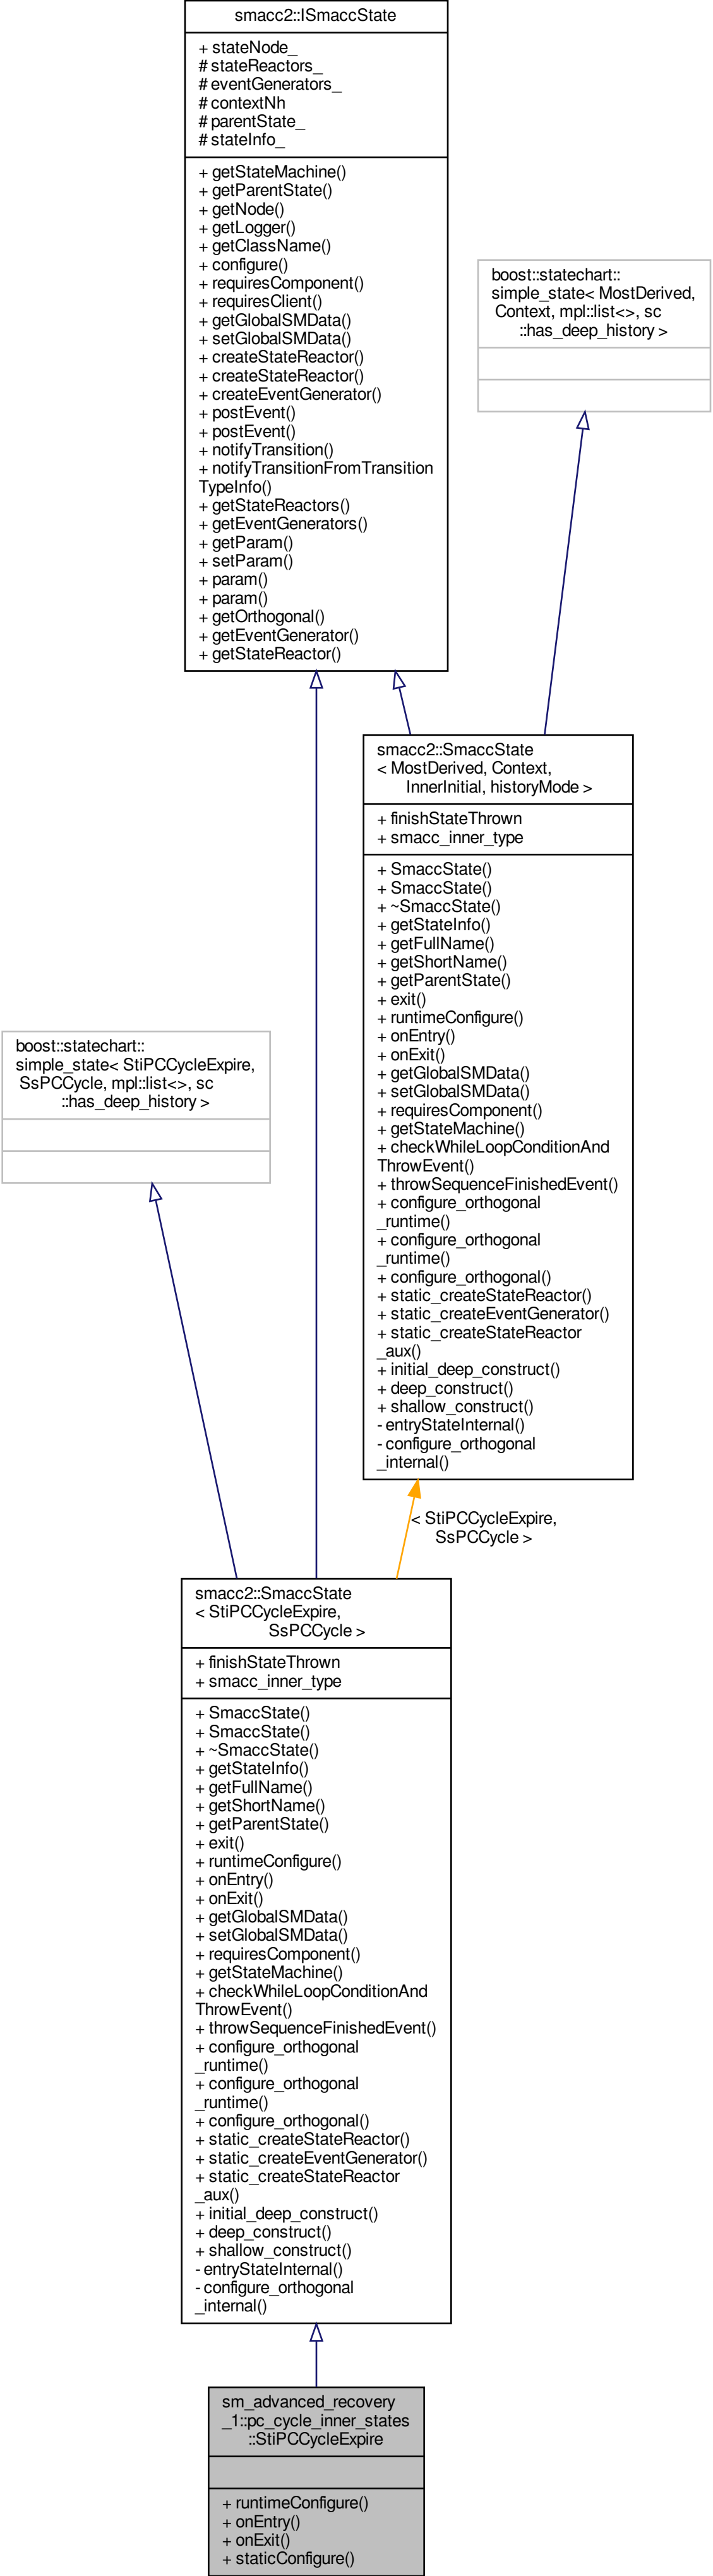 smacc2::ISmaccState
+ stateNode_
# stateReactors_
# eventGenerators_
# contextNh
# parentState_
# stateInfo_
+ getStateMachine()
+ getParentState()
+ getNode()
+ getLogger()
+ getClassName()
+ configure()
+ requiresComponent()
+ requiresClient()
+ getGlobalSMData()
+ setGlobalSMData()
+ createStateReactor()
+ createStateReactor()
+ createEventGenerator()
+ postEvent()
+ postEvent()
+ notifyTransition()
+ notifyTransitionFromTransition
TypeInfo()
+ getStateReactors()
+ getEventGenerators()
+ getParam()
+ setParam()
+ param()
+ param()
+ getOrthogonal()
+ getEventGenerator()
+ getStateReactor()
boost::statechart::
simple_state< MostDerived,
Context, mpl::list<>, sc
::has_deep_history >
smacc2::SmaccState
< MostDerived, Context,
InnerInitial, historyMode >
+ finishStateThrown
+ smacc_inner_type
+ SmaccState()
+ SmaccState()
+ ~SmaccState()
+ getStateInfo()
+ getFullName()
+ getShortName()
+ getParentState()
+ exit()
+ runtimeConfigure()
+ onEntry()
+ onExit()
+ getGlobalSMData()
+ setGlobalSMData()
+ requiresComponent()
+ getStateMachine()
+ checkWhileLoopConditionAnd
ThrowEvent()
+ throwSequenceFinishedEvent()
+ configure_orthogonal
_runtime()
+ configure_orthogonal
_runtime()
+ configure_orthogonal()
+ static_createStateReactor()
+ static_createEventGenerator()
+ static_createStateReactor
_aux()
+ initial_deep_construct()
+ deep_construct()
+ shallow_construct()
- entryStateInternal()
- configure_orthogonal
_internal()
boost::statechart::
simple_state< StiPCCycleExpire,
SsPCCycle, mpl::list<>, sc
::has_deep_history >
< StiPCCycleExpire,
SsPCCycle >
smacc2::SmaccState
< StiPCCycleExpire,
SsPCCycle >
+ finishStateThrown
+ smacc_inner_type
+ SmaccState()
+ SmaccState()
+ ~SmaccState()
+ getStateInfo()
+ getFullName()
+ getShortName()
+ getParentState()
+ exit()
+ runtimeConfigure()
+ onEntry()
+ onExit()
+ getGlobalSMData()
+ setGlobalSMData()
+ requiresComponent()
+ getStateMachine()
+ checkWhileLoopConditionAnd
ThrowEvent()
+ throwSequenceFinishedEvent()
+ configure_orthogonal
_runtime()
+ configure_orthogonal
_runtime()
+ configure_orthogonal()
+ static_createStateReactor()
+ static_createEventGenerator()
+ static_createStateReactor
_aux()
+ initial_deep_construct()
+ deep_construct()
+ shallow_construct()
- entryStateInternal()
- configure_orthogonal
_internal()
sm_advanced_recovery
_1::pc_cycle_inner_states
::StiPCCycleExpire
+ runtimeConfigure()
+ onEntry()
+ onExit()
+ staticConfigure()